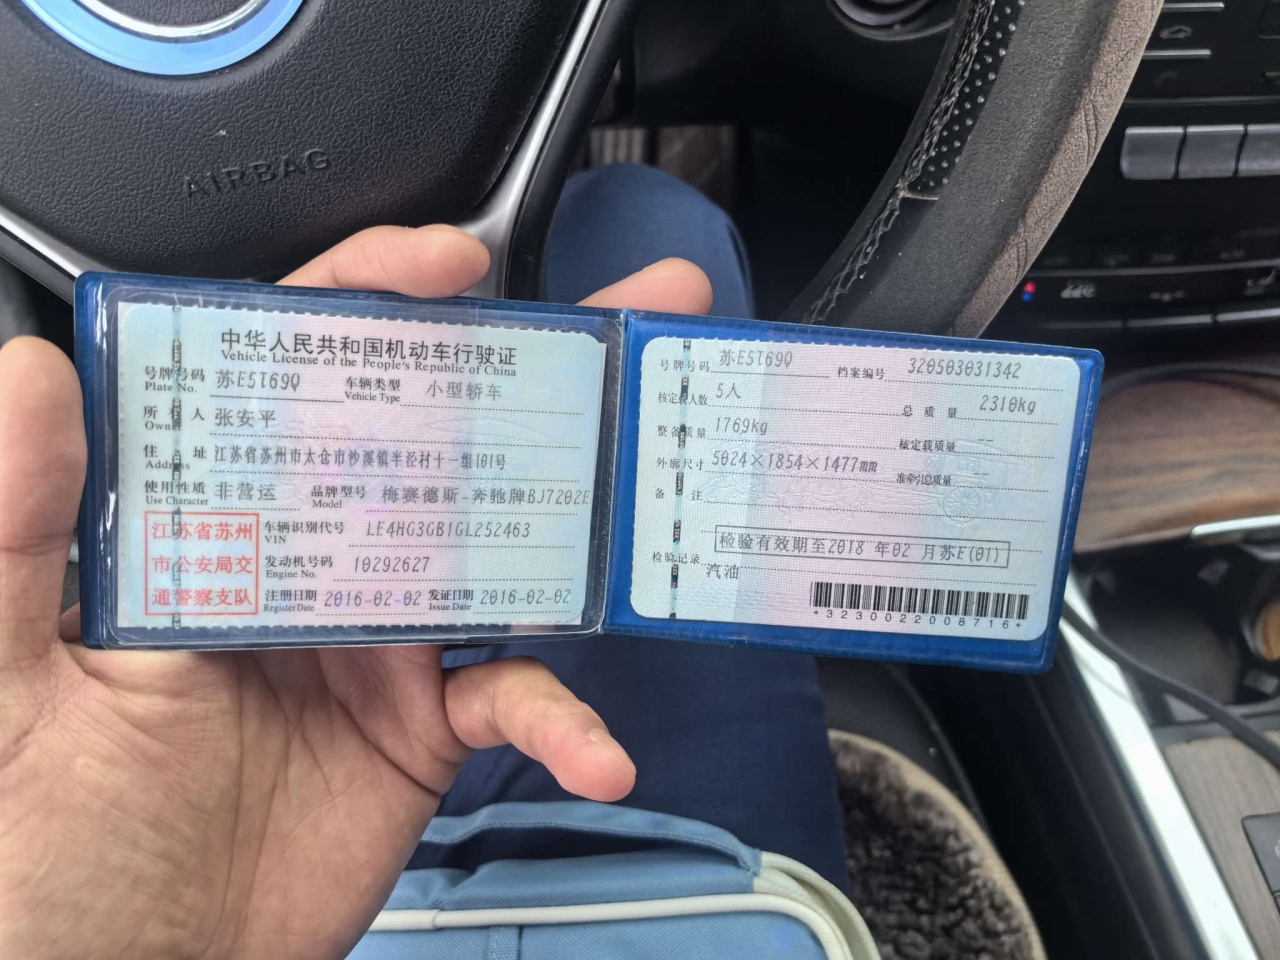 AIRBAG
中华人民共和国机动车行驶证
Vehicle License of the People's Republic of China
号牌号码 苏E5T69Q 车辆类型 小型轿车
Plate No. Vehicle Type
所有人 张安平
Owner
住址 江苏省苏州市太仓市沙溪镇半泾村十一组101号
Address
使用性质 非营运 品牌型号 梅赛德斯-奔驰牌BJ7202E
Use Character Model
江苏省苏州
市公安局交
通警察支队
车辆识别代号 LE4HG3GB1GL252463
VIN
发动机号码 10292627
Engine No.
注册日期 2016-02-02 发证日期 2016-02-02
Register Date Issue Date
号牌号码 苏E5T69Q 档案编号 320503031342
核定载人数 5人 总质量 2310kg
整备质量 1769kg 核定载质量 --
外廓尺寸 5024×1854×1477mm 准牵引总质量 --
备注
检验有效期至2018年02月苏E(01)
检验记录
汽油
*3230022008716*